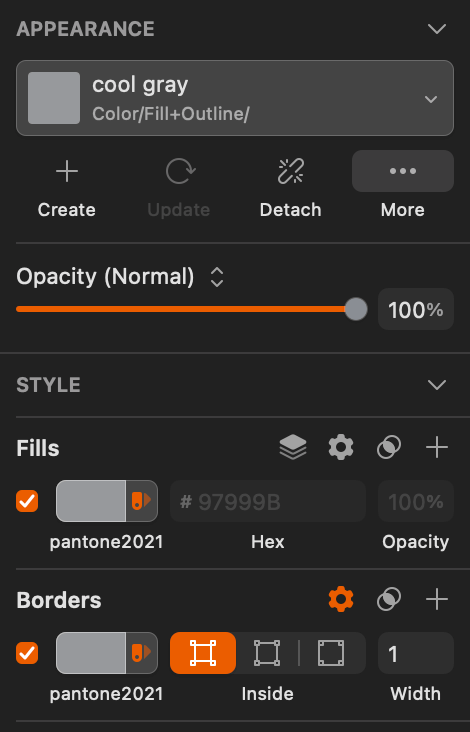 APPEARANCE
cool gray
Color/Fill+Outline/
Create Update Detach More
Opacity (Normal)
100%
STYLE
Fills
# 97999B 100%
pantone2021 Hex Opacity
Borders
1
pantone2021 Inside Width